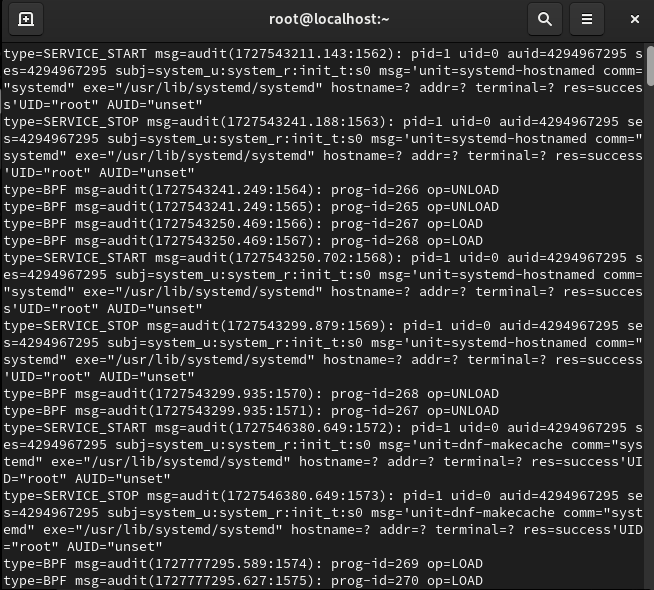 root@localhost:~
type=SERVICE_START msg=audit(1727543211.143:1562): pid=1 uid=0 auid=4294967295 s
es=4294967295 subj=system_u:system_r:init_t:s0 msg='unit=systemd-hostnamed comm=
"systemd" exe="/usr/lib/systemd/systemd" hostname=? addr=? terminal=? res=succes
s'UID="root" AUID="unset"
type=SERVICE_STOP msg=audit(1727543241.188:1563): pid=1 uid=0 auid=4294967295 se
s=4294967295 subj=system_u:system_r:init_t:s0 msg='unit=systemd-hostnamed comm="
systemd" exe="/usr/lib/systemd/systemd" hostname=? addr=? terminal=? res=success
'UID="root" AUID="unset"
type=BPF msg=audit(1727543241.249:1564): prog-id=266 op=UNLOAD
type=BPF msg=audit(1727543241.249:1565): prog-id=265 op=UNLOAD
type=BPF msg=audit(1727543250.469:1566): prog-id=267 op=LOAD
type=BPF msg=audit(1727543250.469:1567): prog-id=268 op=LOAD
type=SERVICE_START msg=audit(1727543250.702:1568): pid=1 uid=0 auid=4294967295 s
es=4294967295 subj=system_u:system_r:init_t:s0 msg='unit=systemd-hostnamed comm=
"systemd" exe="/usr/lib/systemd/systemd" hostname=? addr=? terminal=? res=succes
s'UID="root" AUID="unset"
type=SERVICE_STOP msg=audit(1727543299.879:1569): pid=1 uid=0 auid=4294967295 se
s=4294967295 subj=system_u:system_r:init_t:s0 msg='unit=systemd-hostnamed comm="
systemd" exe="/usr/lib/systemd/systemd" hostname=? addr=? terminal=? res=success
'UID="root" AUID="unset"
type=BPF msg=audit(1727543299.935:1570): prog-id=268 op=UNLOAD
type=BPF msg=audit(1727543299.935:1571): prog-id=267 op=UNLOAD
type=SERVICE_START msg=audit(1727546380.649:1572): pid=1 uid=0 auid=4294967295 s
es=4294967295 subj=system_u:system_r:init_t:s0 msg='unit=dnf-makecache comm="sys
temd" exe="/usr/lib/systemd/systemd" hostname=? addr=? terminal=? res=success'UI
D="root" AUID="unset"
type=SERVICE_STOP msg=audit(1727546380.649:1573): pid=1 uid=0 auid=4294967295 se
s=4294967295 subj=system_u:system_r:init_t:s0 msg='unit=dnf-makecache comm="syst
emd" exe="/usr/lib/systemd/systemd" hostname=? addr=? terminal=? res=success'UID
="root" AUID="unset"
type=BPF msg=audit(1727777295.589:1574): prog-id=269 op=LOAD
type=BPF msg=audit(1727777295.627:1575): prog-id=270 op=LOAD